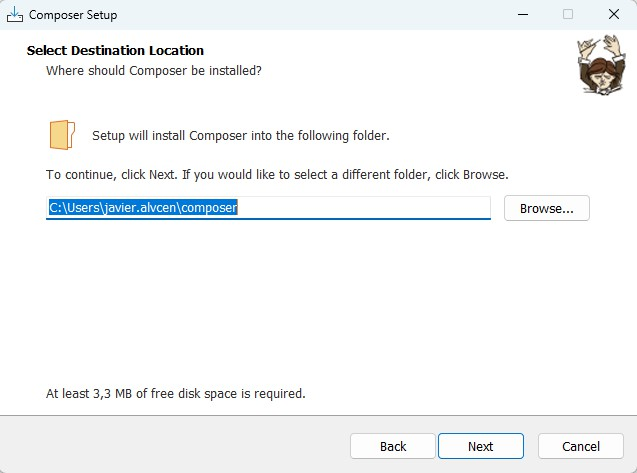 Composer Setup
Select Destination Location
Where should Composer be installed?
Setup will install Composer into the following folder.
To continue, click Next. If you would like to select a different folder, click Browse.
C:\Users\javier.alvcen\composer
Browse...
At least 3,3 MB of free disk space is required.
Back
Next
Cancel